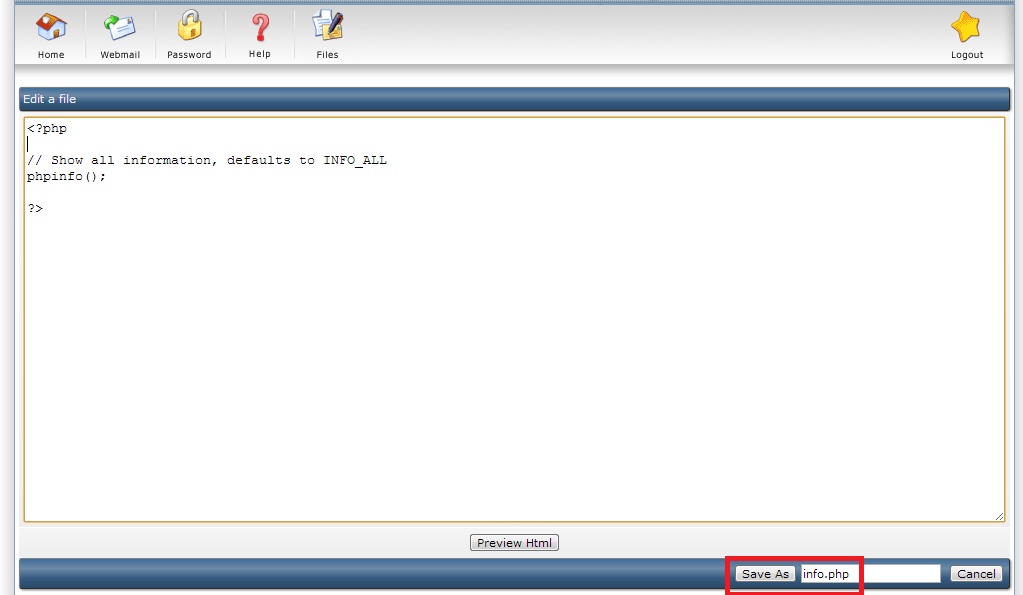 Home Webmail Password Help Files Logout
Edit a file
<?php
// Show all information, defaults to INFO_ALL
phpinfo();
?>
Preview Html
Save As info.php Cancel